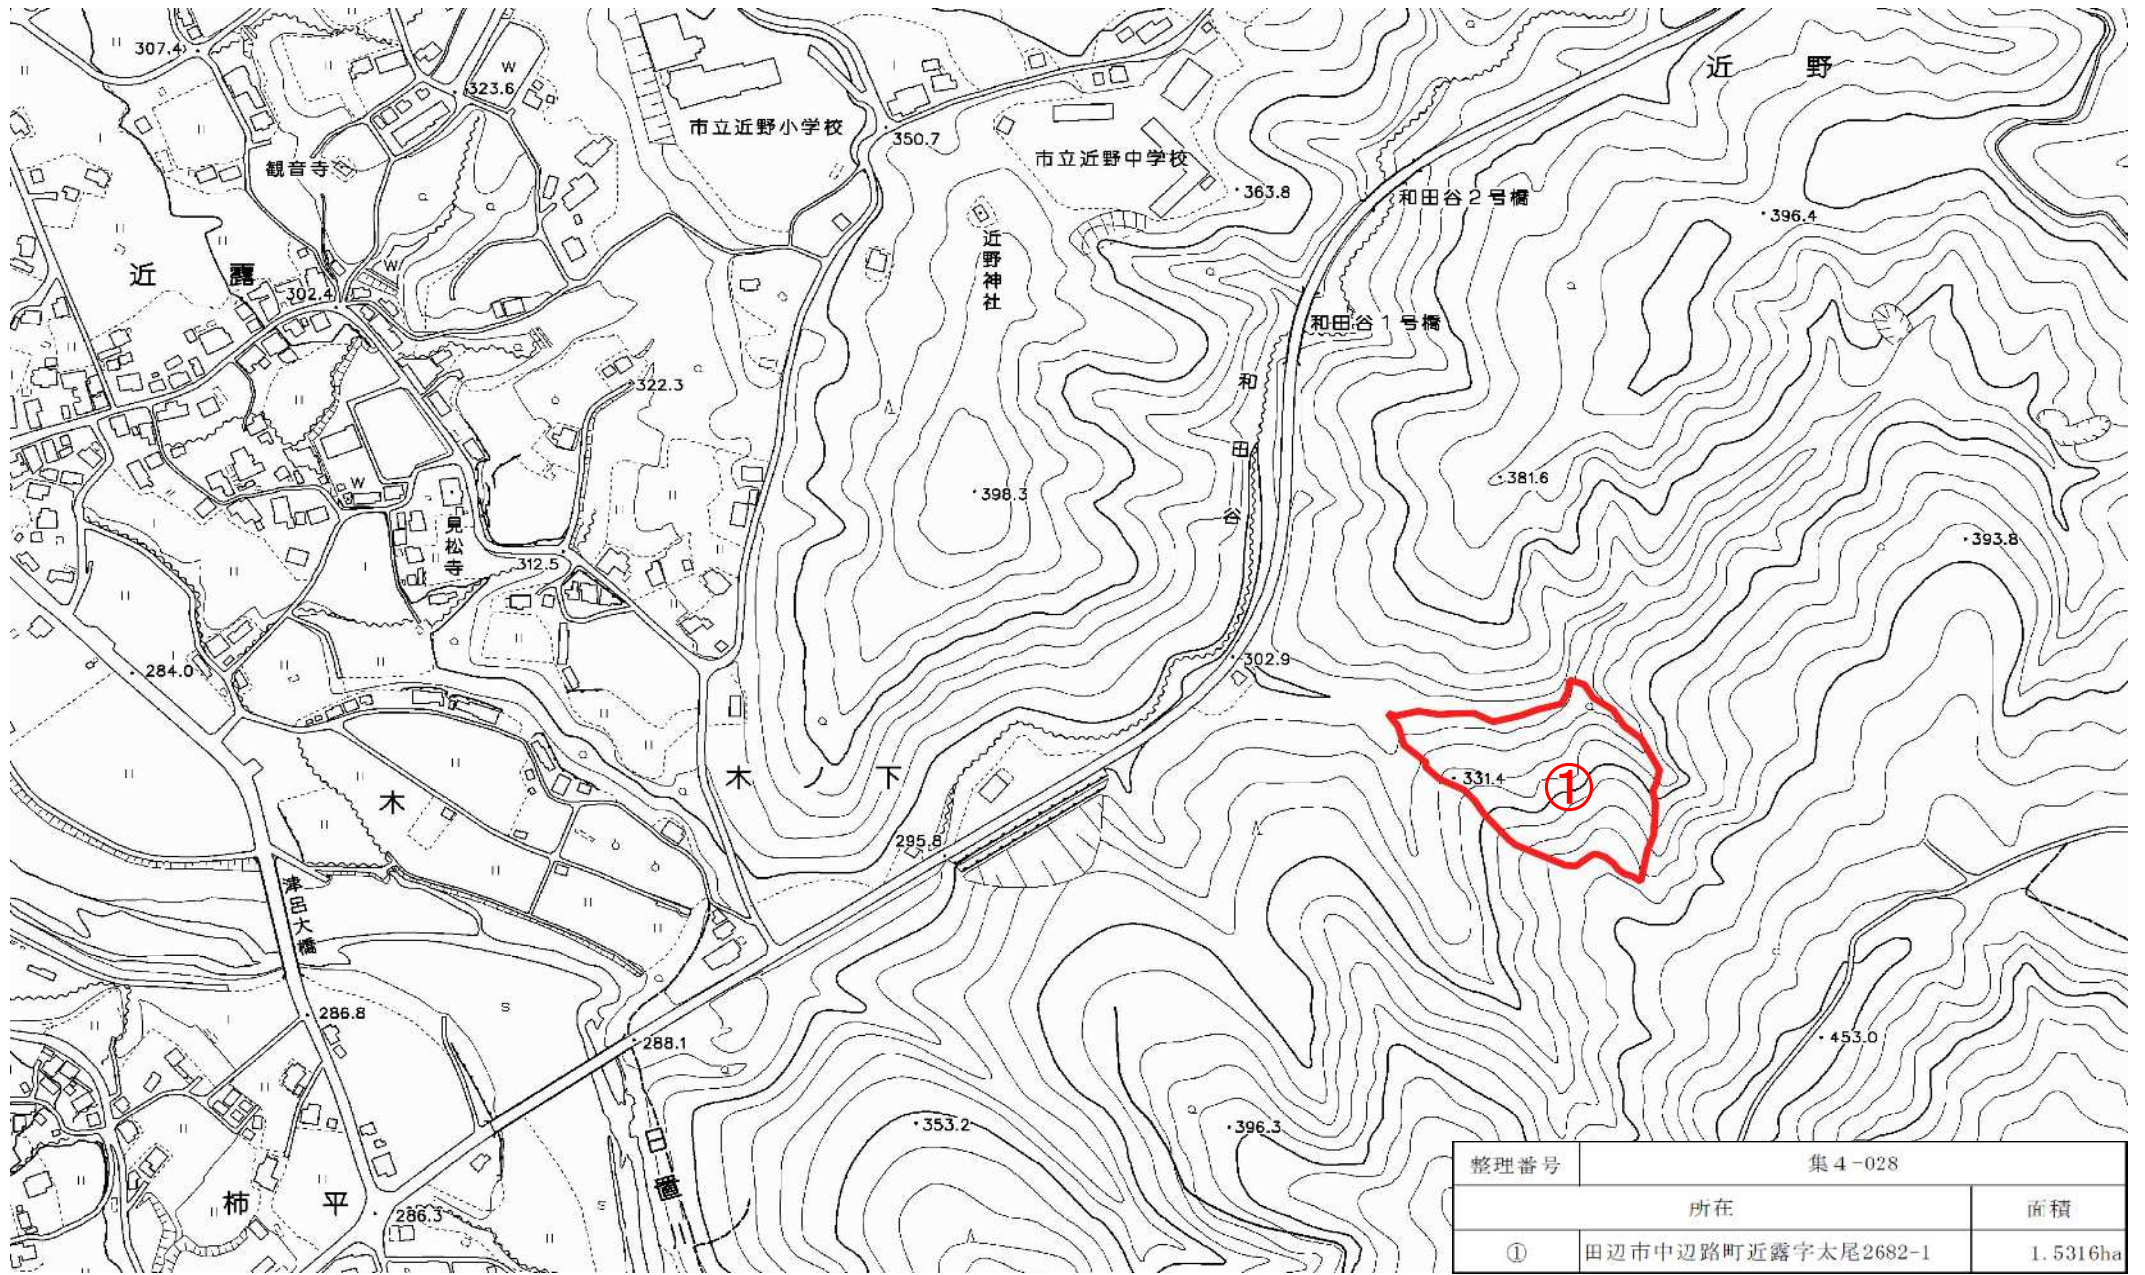 近野
307.4
W
323.6
市立近野小学校
350.7
市立近野中学校
観音寺
363.8
和田谷2号橋
396.4
近野神社
近露
W
302.4
和田谷1号橋
322.3
和田谷
398.3
381.6
W
見松寺
312.5
393.8
284.0
302.9
木下
331.4
①
木
295.8
津呂大橋
286.8
S
288.1
453.0
353.2
396.3
日置
柿平
286.3
S
整理番号 集4-028
所在 面積
① 田辺市中辺路町近露字太尾2682-1 1.5316ha